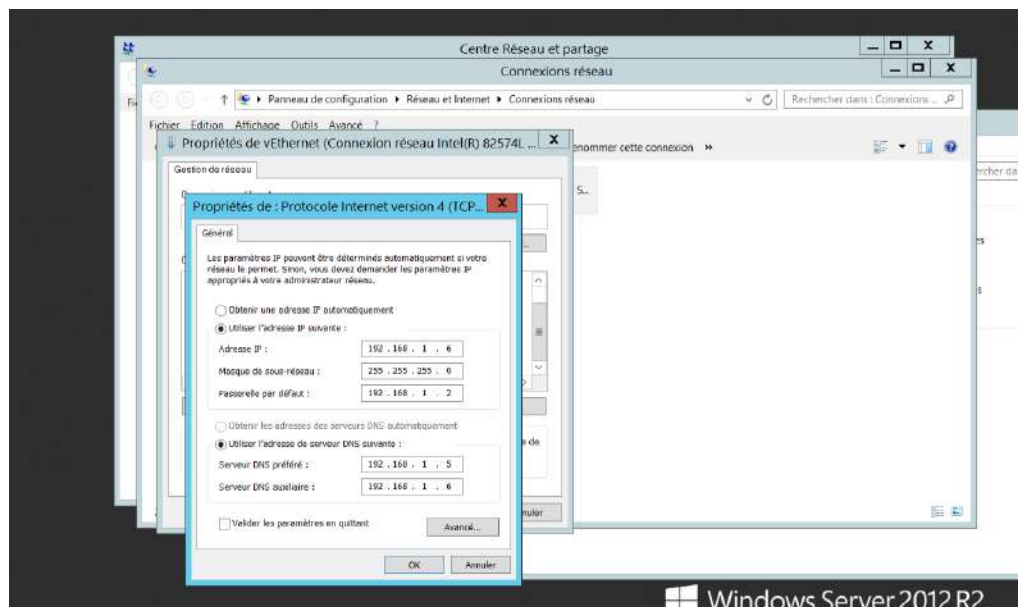 Centre Réseau et partage
Connexions réseau
Panneau de configuration ▸ Réseau et Internet ▸ Connexions réseau
Rechercher dans : Connexions ...
Fichier Edition Affichage Outils Avancé ?
Propriétés de vEthernet (Connexion réseau Intel(R) 82574L ...
enommer cette connexion »
ercher da
Gestion de réseau
S...
Propriétés de : Protocole Internet version 4 (TCP...
Général
Les paramètres IP peuvent être déterminés automatiquement si votre
réseau le permet. Sinon, vous devez demander les paramètres IP
appropriés à votre administrateur réseau.
Obtenir une adresse IP automatiquement
Utiliser l'adresse IP suivante :
Adresse IP : 192 . 168 . 1 . 6
Masque de sous-réseau : 255 . 255 . 255 . 0
Passerelle par défaut : 192 . 168 . 1 . 2
Obtenir les adresses des serveurs DNS automatiquement
Utiliser l'adresse de serveur DNS suivante :
e de
Serveur DNS préféré : 192 . 168 . 1 . 5
Serveur DNS auxiliaire : 192 . 168 . 1 . 6
nuler
Valider les paramètres en quittant
Avancé...
OK Annuler
Windows Server 2012 R2